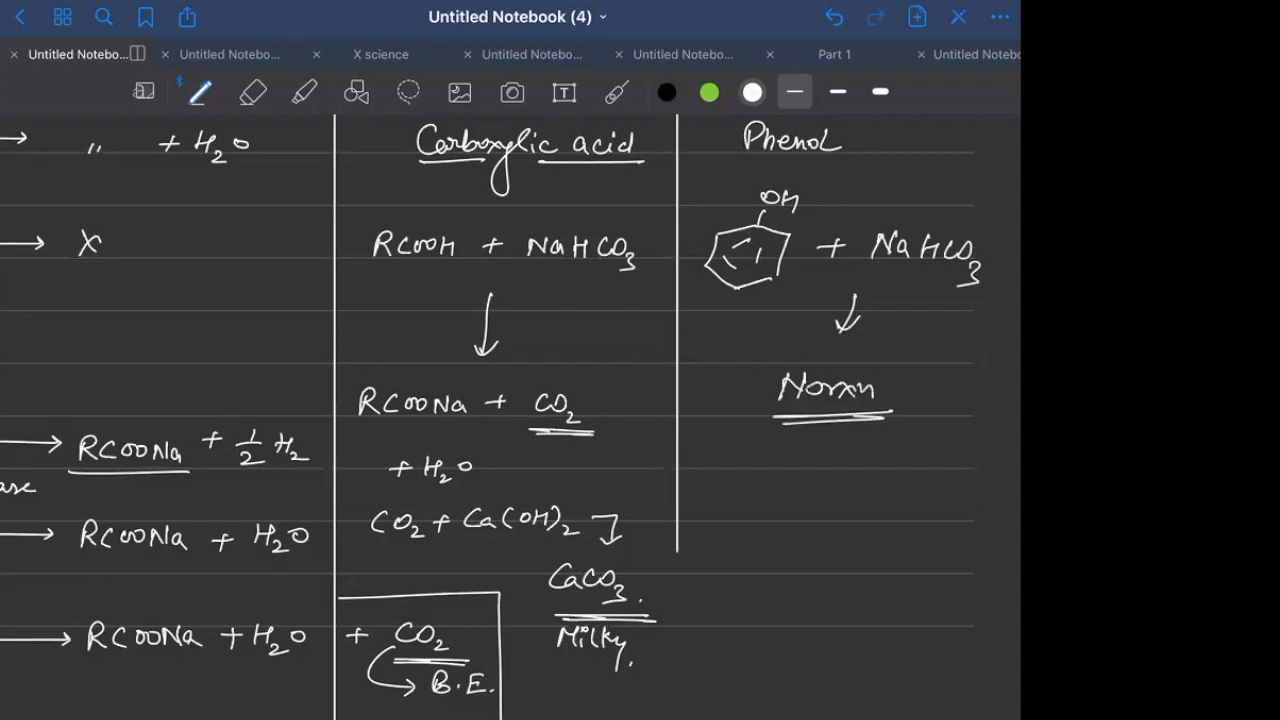 Untitled Notebook (4)
Untitled Notebo...
Untitled Notebo...
X science
Untitled Notebo...
Untitled Notebo...
Part 1
Untitled Notebo
→ " + H2O
Carboxylic acid
Phenol
→ X
RCOOH + NaHCO3
↓
RCOONa + CO2
+ H2O
CO2 + Ca(OH)2
CaCO3.
Milky.
OH
+ NaHCO3
↓
Norxn
→ RCOONa + 1/2 H2
→ RCOONa + H2O
→ RCOONa + H2O + CO2
→ B.E.